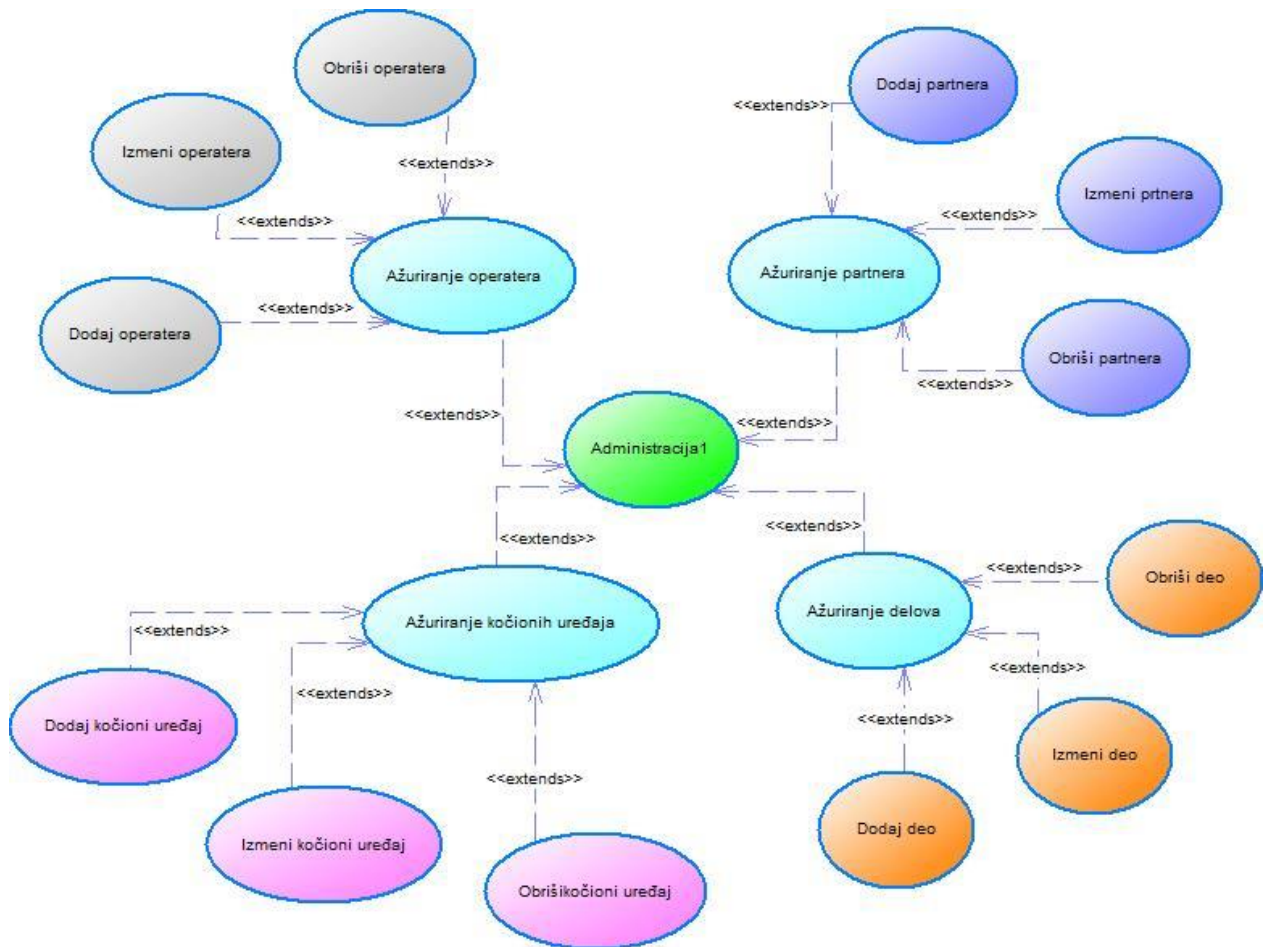 Obriši operatera
Dodaj partnera
<<extends>>
Izmeni operatera
<<extends>>
Izmeni prtnera
<<extends>>
<<extends>>
Ažuriranje operatera
Ažuriranje partnera
<<extends>>
Dodaj operatera
Obriši partnera
<<extends>>
<<extends>>
<<extends>>
Administracija1
<<extends>>
<<extends>>
<<extends>>
Obriši deo
Ažuriranje kočionih uređaja
Ažuriranje delova
<<extends>>
<<extends>>
<<extends>>
<<extends>>
Dodaj kočioni uređaj
<<extends>>
Izmeni deo
<<extends>>
Dodaj deo
Izmeni kočioni uređaj
Obrišikočioni uređaj